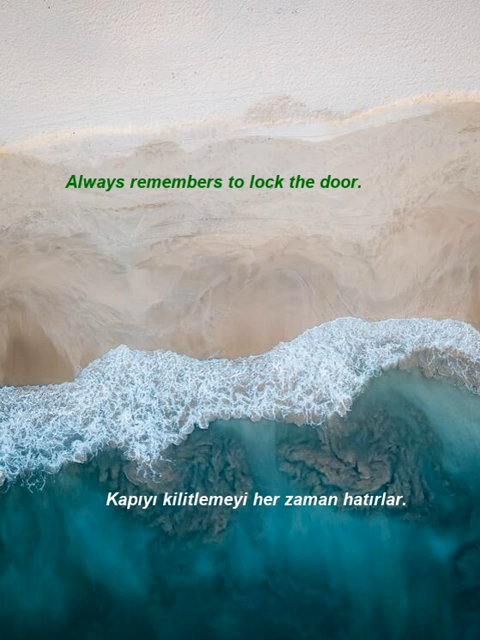 Always remembers to lock the door.
Kapıyı kilitlemeyi her zaman hatırlar.